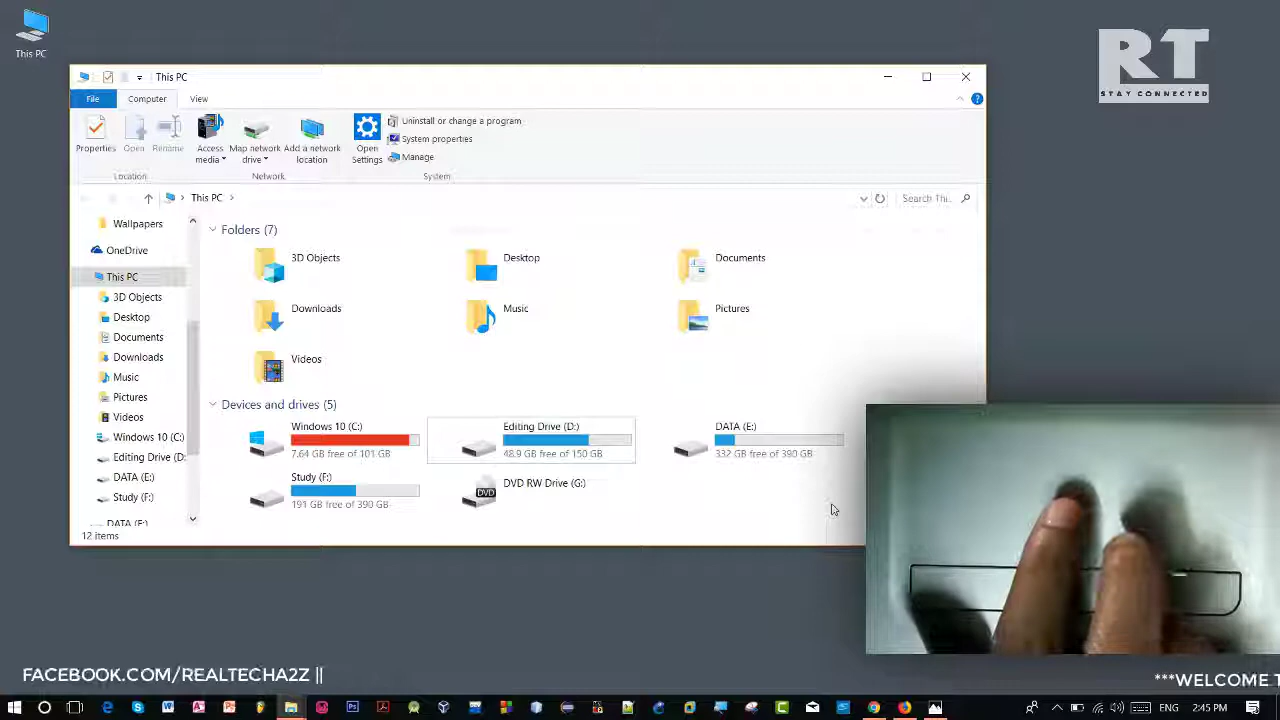 This PC
RT
STAY CONNECTED
This PC
File
Computer
View
Properties
Open
Rename
Access media
Map network drive
Add a network location
Open Settings
Uninstall or change a program
System properties
Manage
Location
Network
System
This PC
Search Thi..
Wallpapers
OneDrive
This PC
3D Objects
Desktop
Documents
Downloads
Music
Pictures
Videos
Windows 10 (C:)
Editing Drive (D:
DATA (E:)
Study (F:)
DATA (E:)
Folders (7)
3D Objects
Desktop
Documents
Downloads
Music
Pictures
Videos
Devices and drives (5)
Windows 10 (C:)
7.64 GB free of 101 GB
Editing Drive (D:)
48.9 GB free of 150 GB
DATA (E:)
332 GB free of 390 GB
Study (F:)
191 GB free of 390 GB
DVD
DVD RW Drive (G:)
12 items
FACEBOOK.COM/REALTECHA2Z ||
***WELCOME T
ENG
2:45 PM